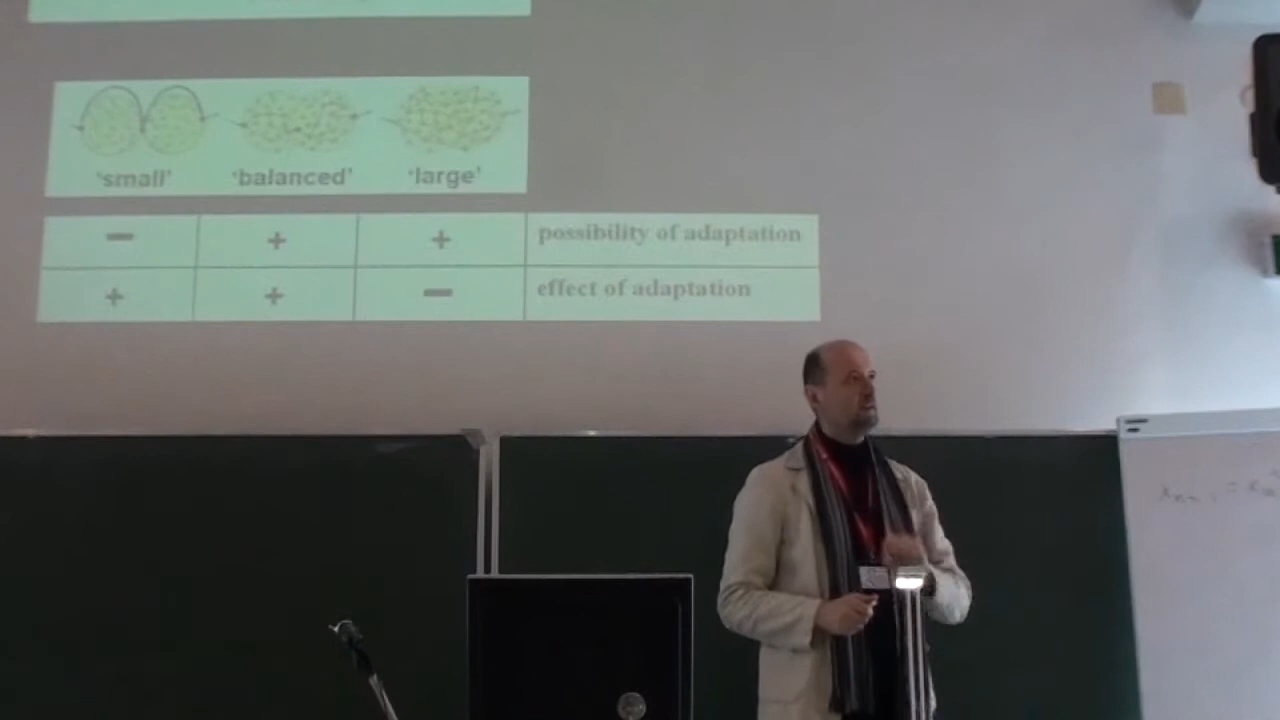 'small' 'balanced' 'large'
- + + possibility of adaptation
+ + - effect of adaptation